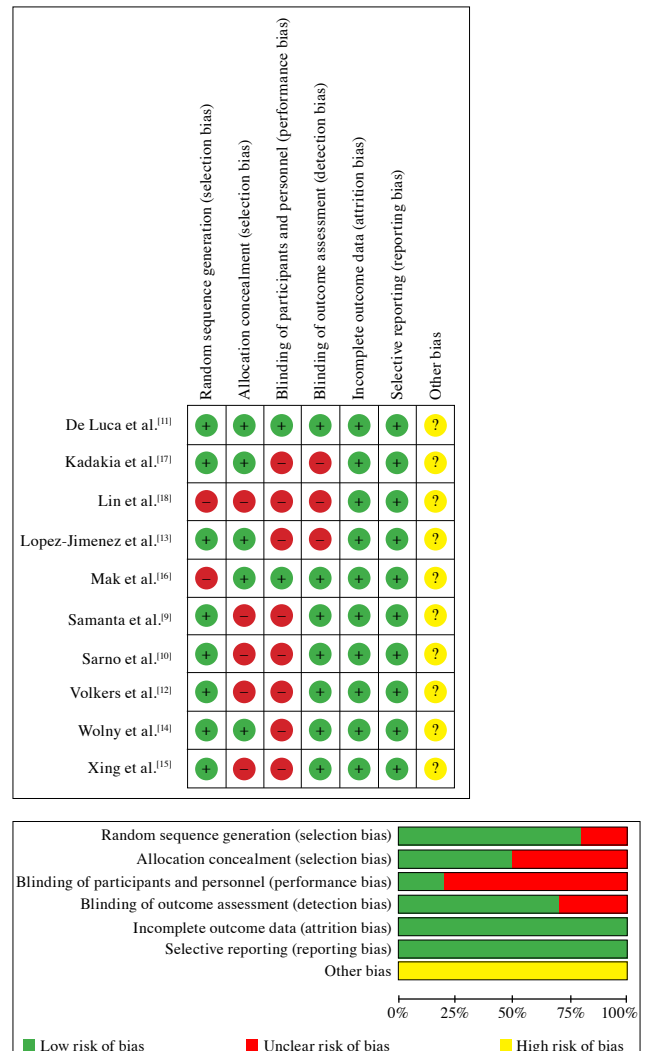 Random sequence generation (selection bias)
Allocation concealment (selection bias)
Blinding of participants and personnel (performance bias)
Blinding of outcome assessment (detection bias)
Incomplete outcome data (attrition bias)
Selective reporting (reporting bias)
Other bias
De Luca et al.[11] + + + + + + ?
Kadakia et al.[17] + + − − + + ?
Lin et al.[18] − − − − + + ?
Lopez-Jimenez et al.[13] + + − − + + ?
Mak et al.[16] − + + + + + ?
Samanta et al.[9] + − − + + + ?
Sarno et al.[10] + − − + + + ?
Volkers et al.[12] + − − + + + ?
Wolny et al.[14] + + − + + + ?
Xing et al.[15] + − − + + + ?
Random sequence generation (selection bias)
Allocation concealment (selection bias)
Blinding of participants and personnel (performance bias)
Blinding of outcome assessment (detection bias)
Incomplete outcome data (attrition bias)
Selective reporting (reporting bias)
Other bias
0% 25% 50% 75% 100%
Low risk of bias Unclear risk of bias High risk of bias